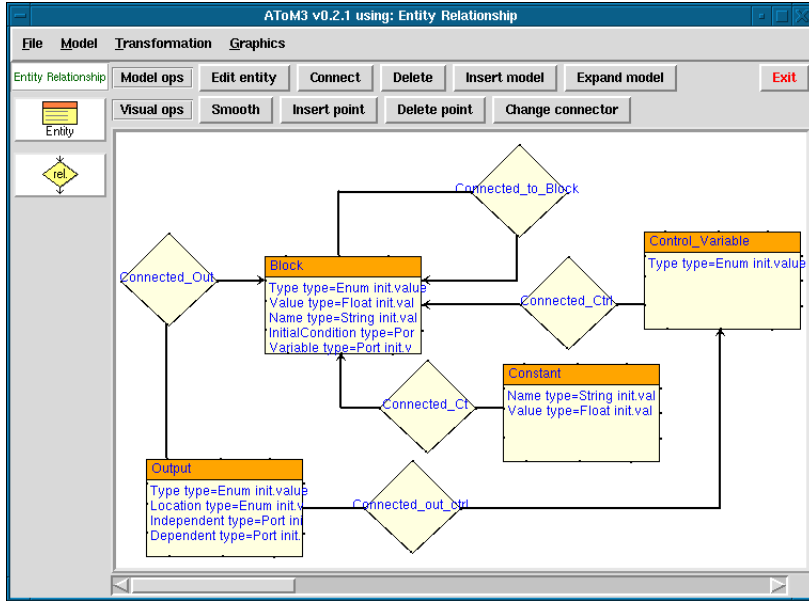 AToM3 v0.2.1 using: Entity Relationship
File Model Transformation Graphics
Entity Relationship Model ops Edit entity Connect Delete Insert model Expand model Exit
Visual ops Smooth Insert point Delete point Change connector
Entity
rel.
Connected_to_Block
Control_Variable
Type type=Enum init.value
Connected_Out
Block
Type type=Enum init.value
Value type=Float init.val
Name type=String init.val
InitialCondition type=Por
Variable type=Port init.v
Connected_Ctrl
Constant
Name type=String init.val
Value type=Float init.val
Connected_Ct
Output
Type type=Enum init.value
Location type=Enum init.v
Independent type=Port ini
Dependent type=Port init.
Connected_out_ctrl